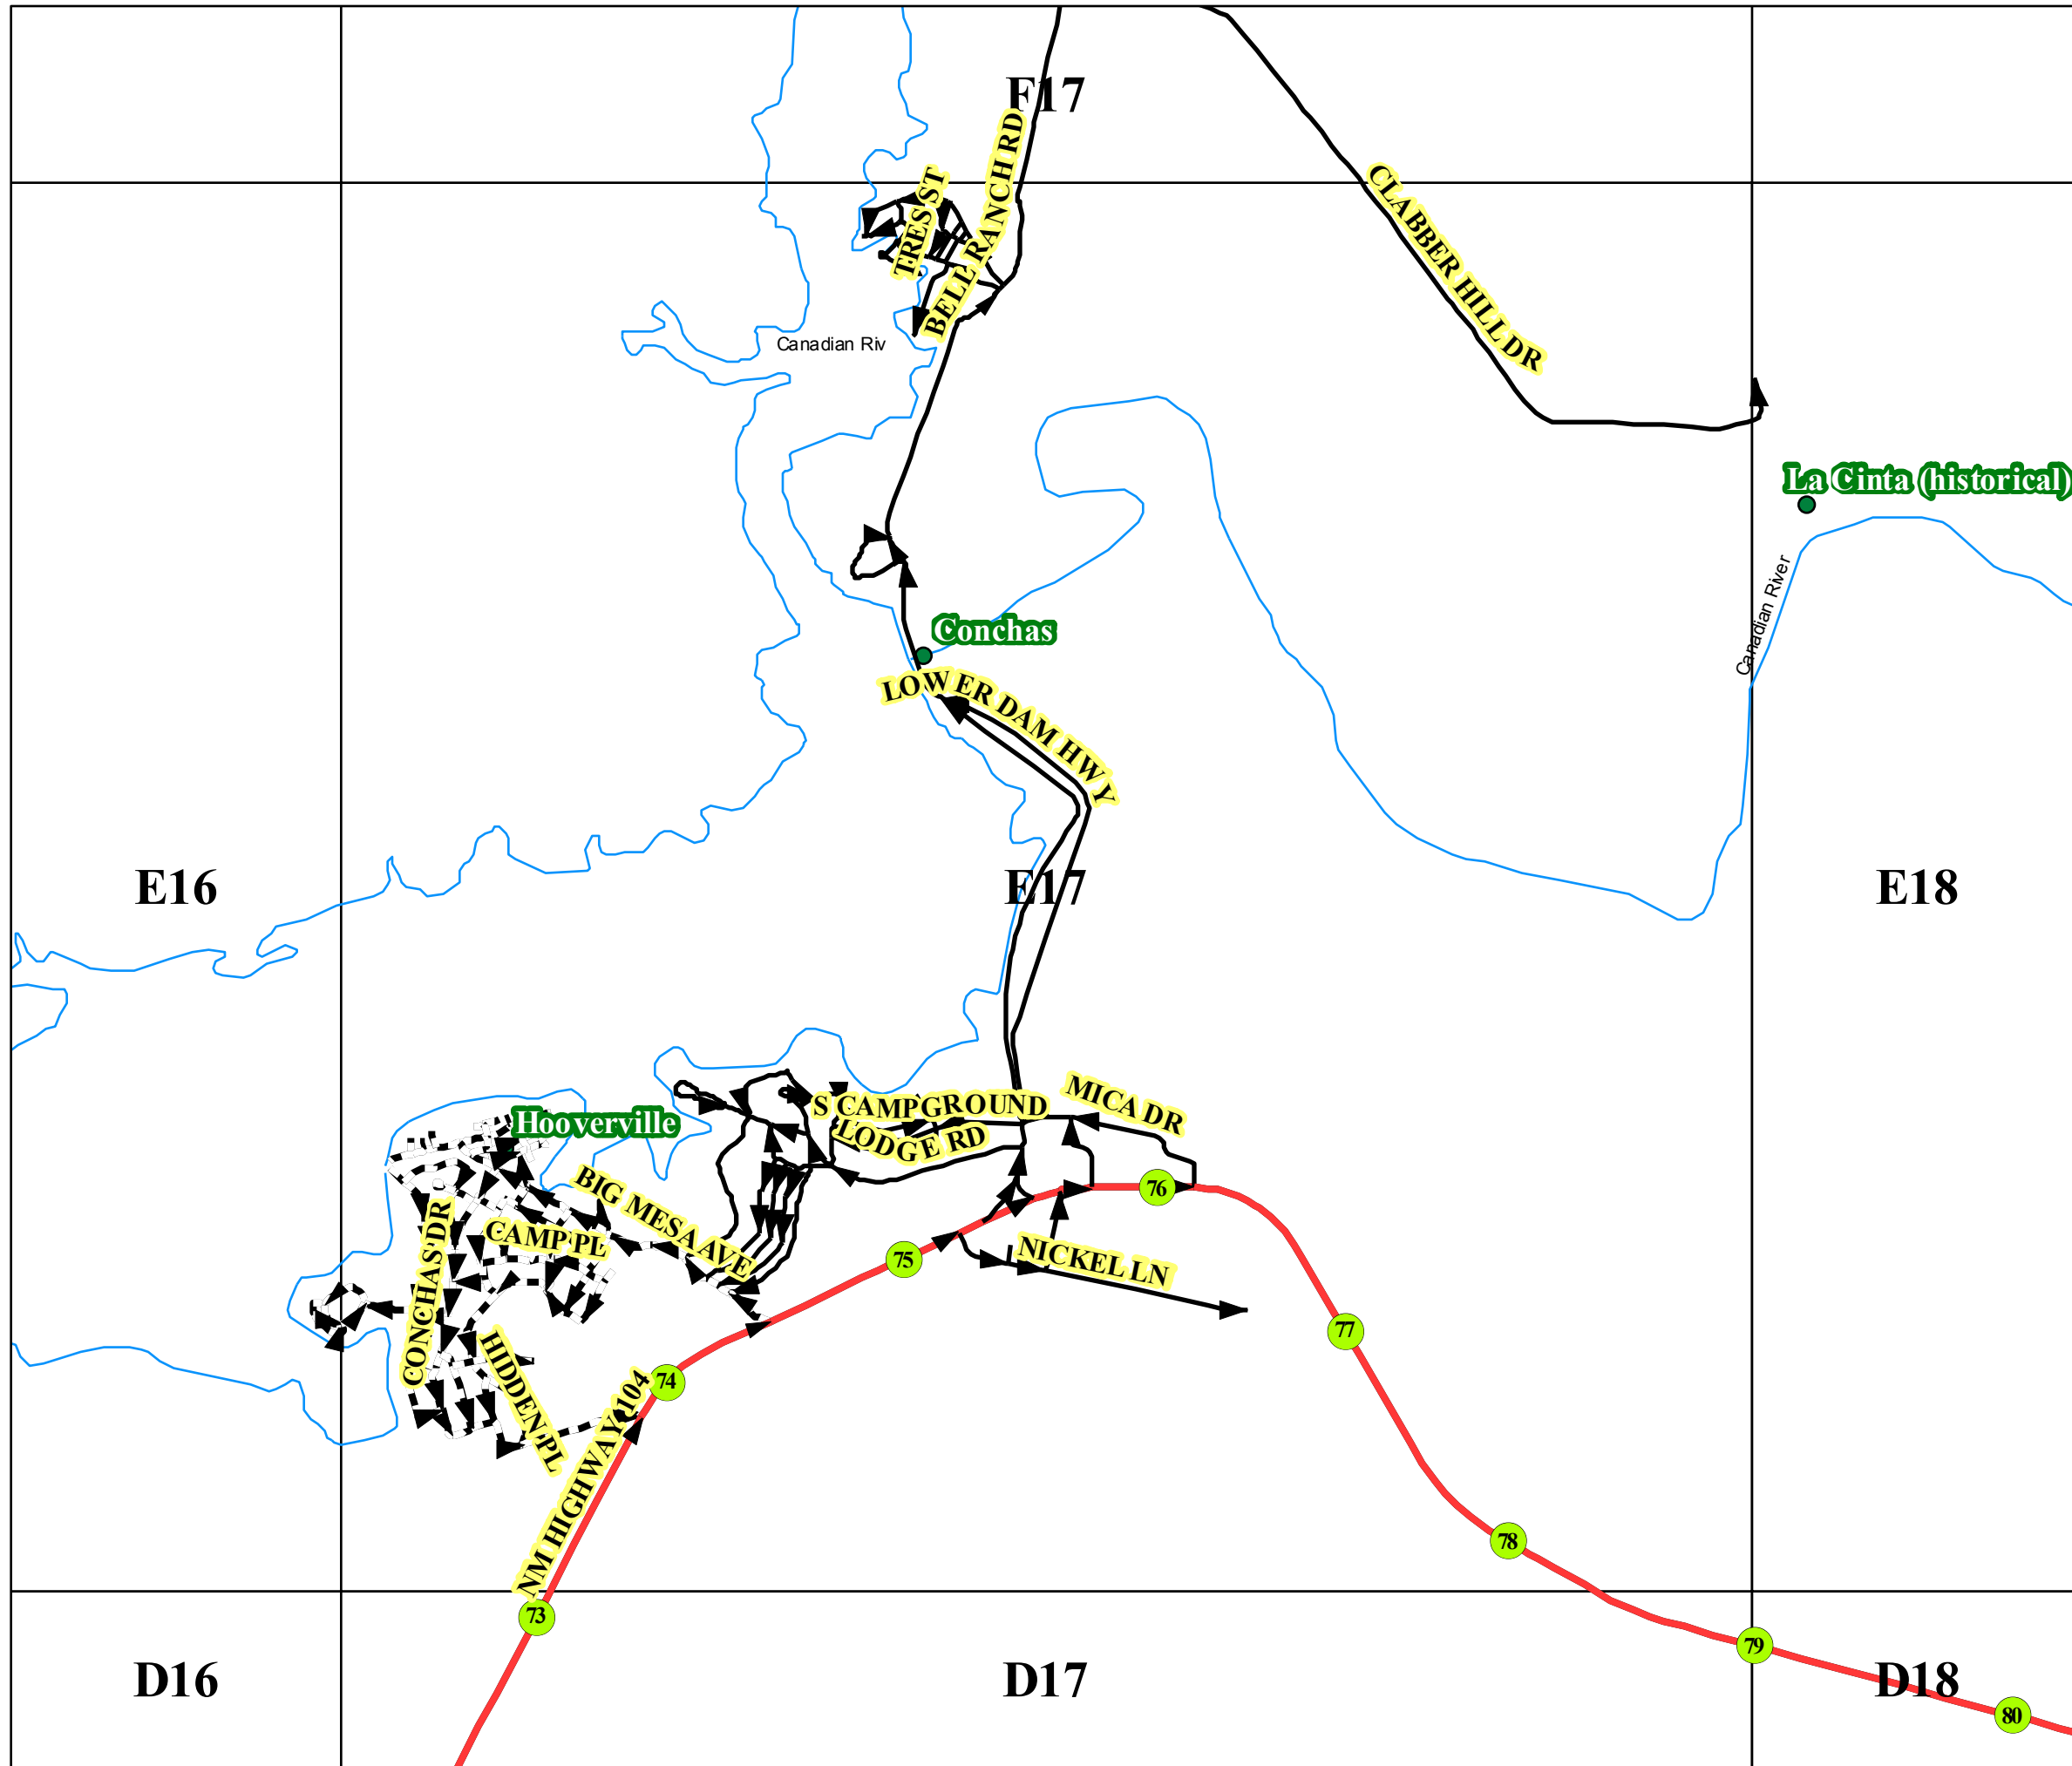 F17
TRES ST
BELL RANCH RD
CLABBER HILL DR
Canadian Riv
La Cinta (historical)
Canadian River
Conchas
LOWER DAM HWY
E16
E17
E18
MICA DR
S CAMPGROUND
LODGE RD
Hooverville
BIG MESA AVE
CAMP PL
CONCHAS DR
HIDDEN PL
NICKEL LN
NM HIGHWAY 104
76
75
77
74
78
73
79
80
D16
D17
D18